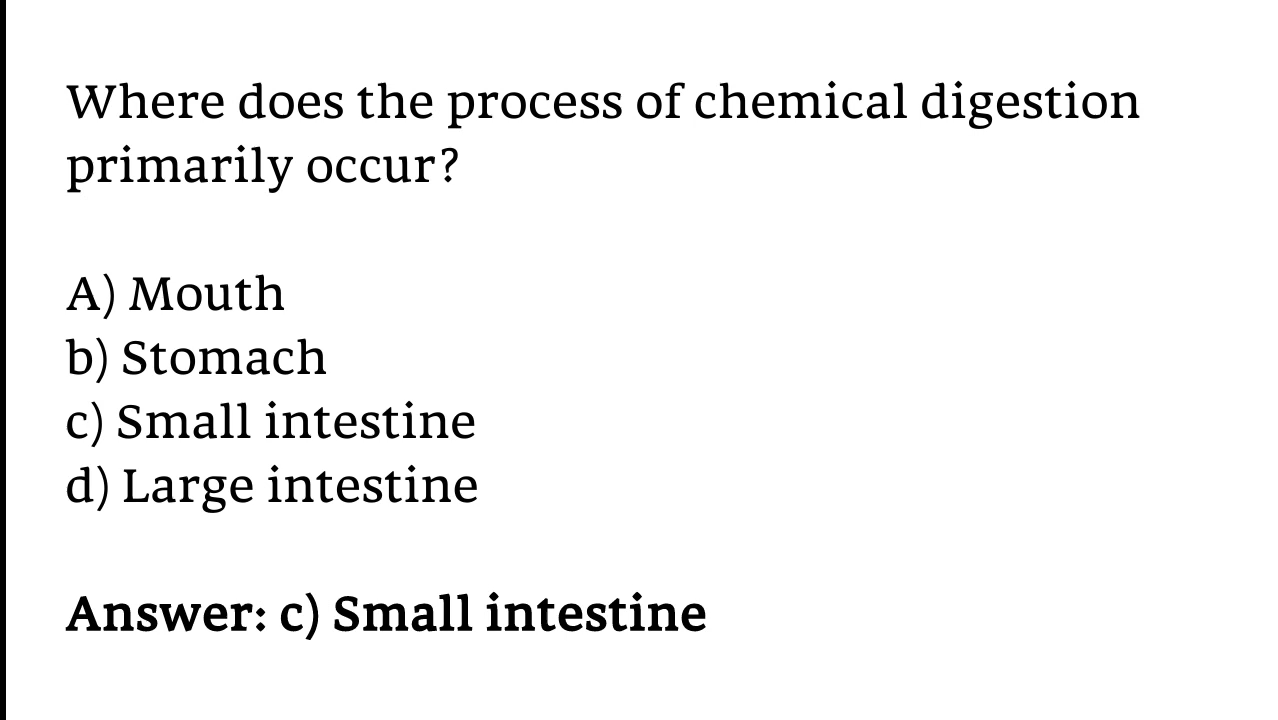 Where does the process of chemical digestion
primarily occur?
A) Mouth
b) Stomach
c) Small intestine
d) Large intestine
Answer: c) Small intestine